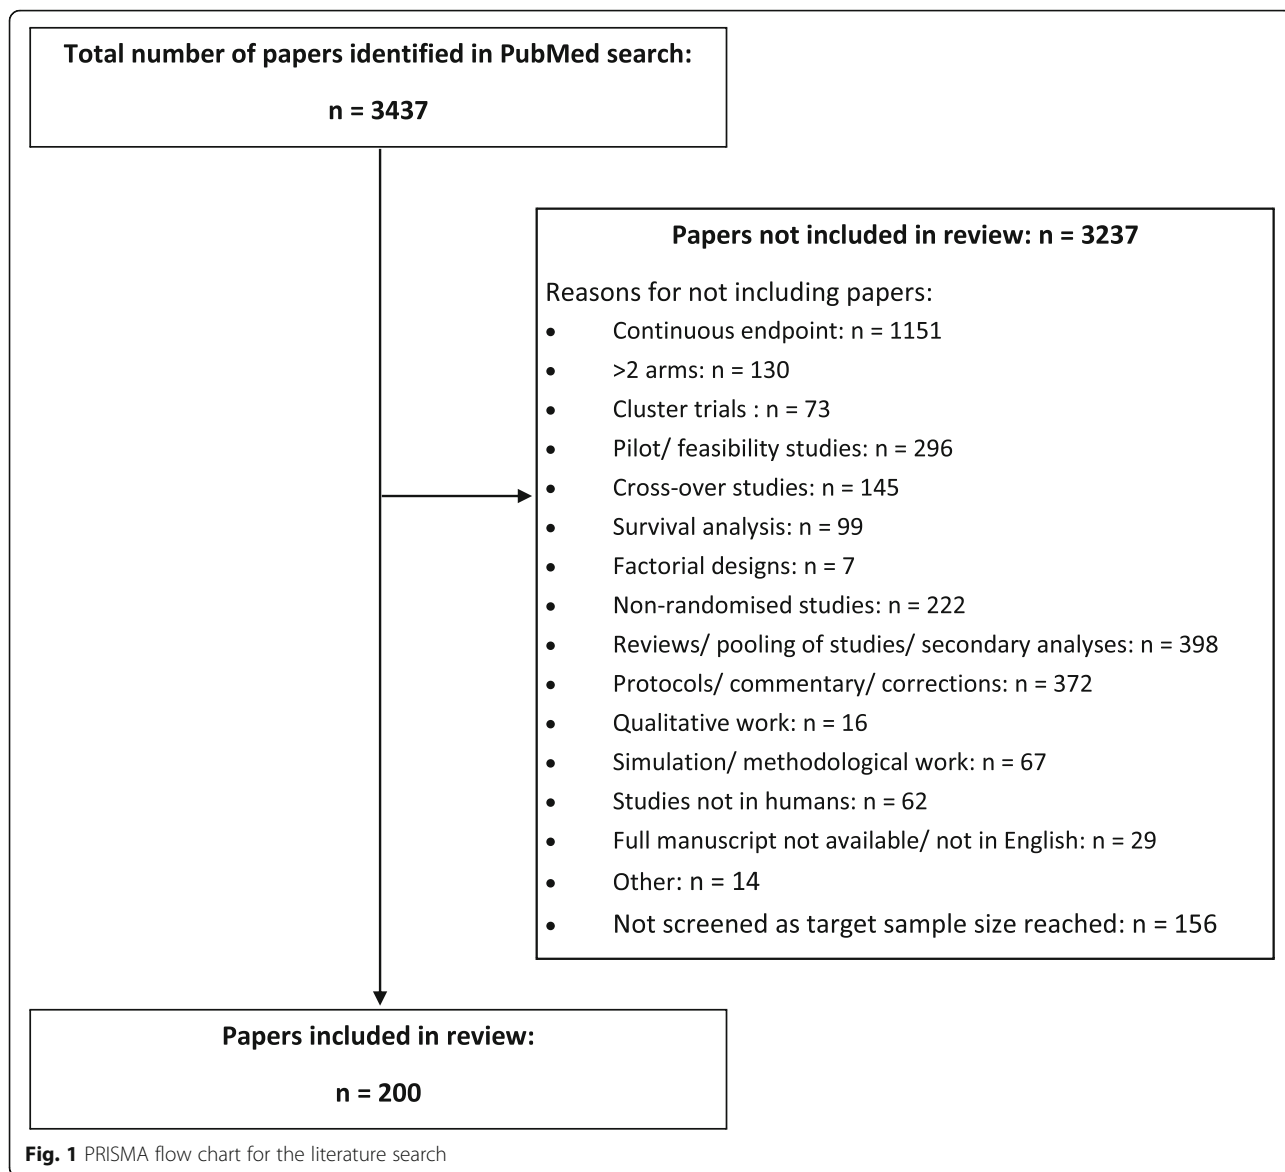 Total number of papers identified in PubMed search:
n = 3437
Papers not included in review: n = 3237
Reasons for not including papers:
• Continuous endpoint: n = 1151
• >2 arms: n = 130
• Cluster trials : n = 73
• Pilot/ feasibility studies: n = 296
• Cross-over studies: n = 145
• Survival analysis: n = 99
• Factorial designs: n = 7
• Non-randomised studies: n = 222
• Reviews/ pooling of studies/ secondary analyses: n = 398
• Protocols/ commentary/ corrections: n = 372
• Qualitative work: n = 16
• Simulation/ methodological work: n = 67
• Studies not in humans: n = 62
• Full manuscript not available/ not in English: n = 29
• Other: n = 14
• Not screened as target sample size reached: n = 156
Papers included in review:
n = 200
Fig. 1 PRISMA flow chart for the literature search